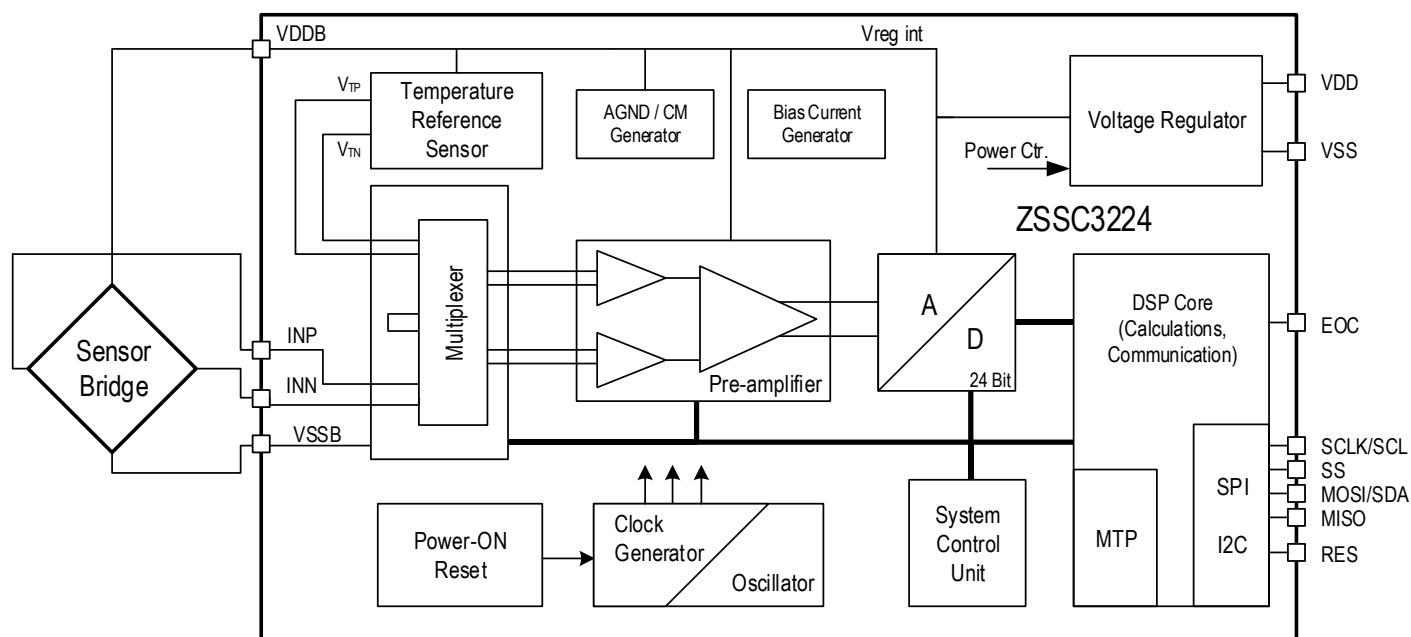 VDDB
Vreg int
VTP
Temperature
Reference
Sensor
VTN
AGND / CM
Generator
Bias Current
Generator
Voltage Regulator
VDD
VSS
Power Ctr.
ZSSC3224
Multiplexer
Pre-amplifier
A
D
24 Bit
DSP Core
(Calculations,
Communication)
EOC
Sensor
Bridge
INP
INN
VSSB
SCLK/SCL
SS
MOSI/SDA
MISO
RES
SPI
I2C
MTP
Power-ON
Reset
Clock
Generator
Oscillator
System
Control
Unit